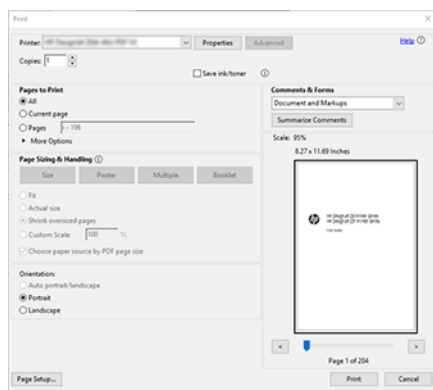 Print
Printer:
Properties
Advanced
Help
Copies:
1
Save ink/toner
Pages to Print
All
Current page
Pages
i - 196
More Options
Page Sizing & Handling
Size
Poster
Multiple
Booklet
Fit
Actual size
Shrink oversized pages
Custom Scale:
100
%
Choose paper source by PDF page size
Orientation:
Auto portrait/landscape
Portrait
Landscape
Comments & Forms
Document and Markups
Summarize Comments
Scale: 95%
8.27 x 11.69 Inches
hp
User Guide
<
>
Page 1 of 204
Page Setup...
Print
Cancel